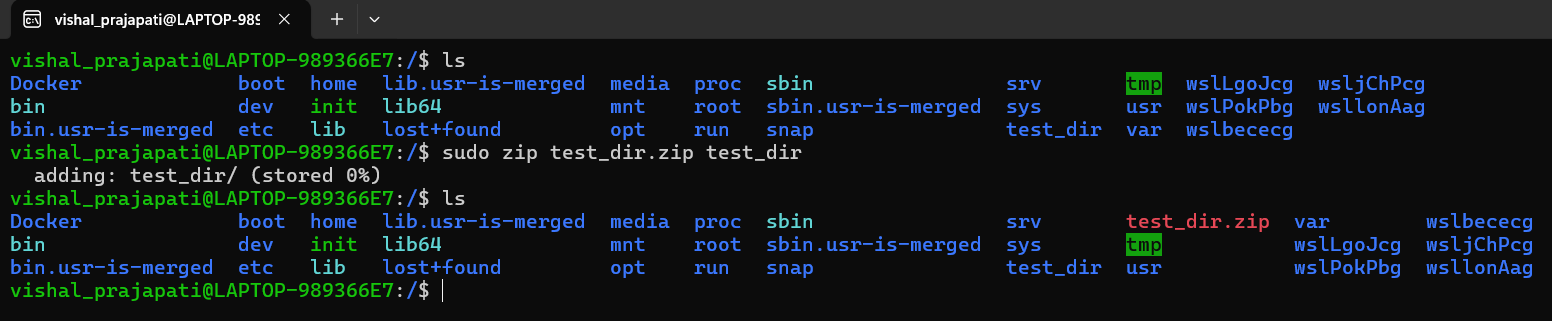 vishal_prajapati@LAPTOP-989
vishal_prajapati@LAPTOP-989366E7:/$ ls
Docker boot home lib.usr-is-merged media proc sbin srv tmp wslLgoJcg wsljChPcg
bin dev init lib64 mnt root sbin.usr-is-merged sys usr wslPokPbg wsllonAag
bin.usr-is-merged etc lib lost+found opt run snap test_dir var wslbececg
vishal_prajapati@LAPTOP-989366E7:/$ sudo zip test_dir.zip test_dir
adding: test_dir/ (stored 0%)
vishal_prajapati@LAPTOP-989366E7:/$ ls
Docker boot home lib.usr-is-merged media proc sbin srv test_dir.zip var wslbececg
bin dev init lib64 mnt root sbin.usr-is-merged sys tmp wslLgoJcg wsljChPcg
bin.usr-is-merged etc lib lost+found opt run snap test_dir usr wslPokPbg wsllonAag
vishal_prajapati@LAPTOP-989366E7:/$